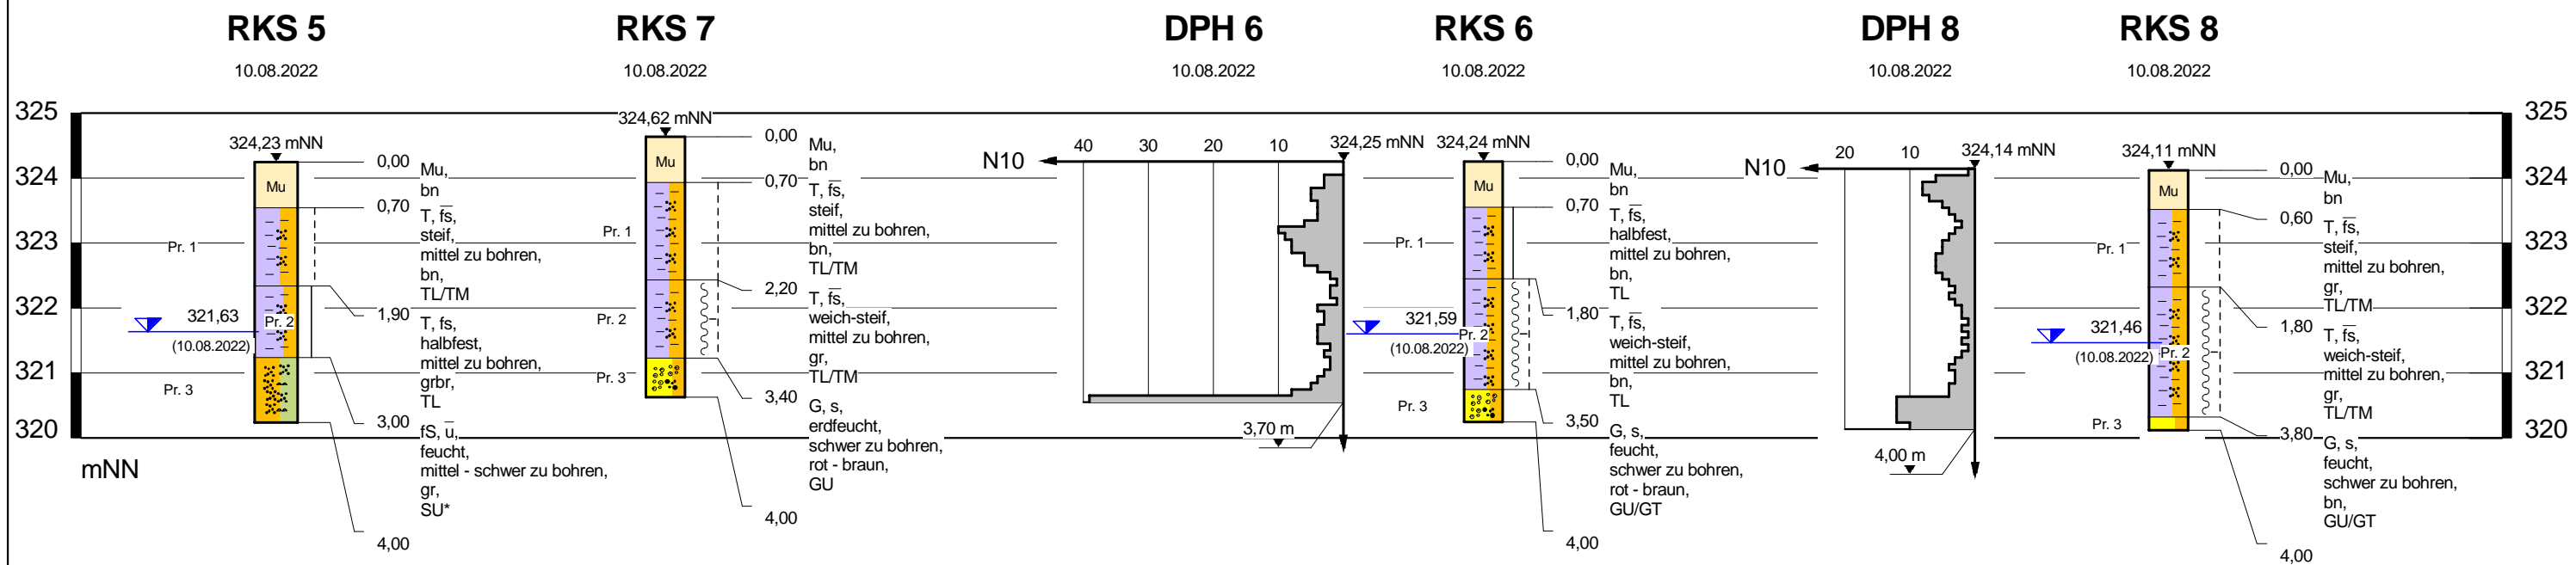 RKS 5
10.08.2022
RKS 7
10.08.2022
DPH 6
10.08.2022
RKS 6
10.08.2022
DPH 8
10.08.2022
RKS 8
10.08.2022
325
324
323
322
321
320
mNN
324,23 mNN
Mu
Pr. 1
Pr. 2
Pr. 3
321,63
(10.08.2022)
0,00
Mu,
bn
0,70
T, f̅s̅,
steif,
mittel zu bohren,
bn,
TL/TM
1,90
T, fs,
halbfest,
mittel zu bohren,
grbr,
TL
3,00
fS, u̅,
feucht,
mittel - schwer zu bohren,
gr,
SU*
4,00
324,62 mNN
Mu
Pr. 1
Pr. 2
Pr. 3
0,00
Mu,
bn
0,70
T, f̅s̅,
steif,
mittel zu bohren,
bn,
TL/TM
2,20
T, f̅s̅,
weich-steif,
mittel zu bohren,
gr,
TL/TM
3,40
G, s,
erdfeucht,
schwer zu bohren,
rot - braun,
GU
4,00
N10
40 30 20 10
324,25 mNN
3,70 m
324,24 mNN
Mu
Pr. 1
321,59
(10.08.2022)
Pr. 2
Pr. 3
0,00
Mu,
bn
0,70
T, f̅s̅,
halbfest,
mittel zu bohren,
bn,
TL
1,80
T, f̅s̅,
weich-steif,
mittel zu bohren,
bn,
TL
3,50
G, s,
feucht,
schwer zu bohren,
rot - braun,
GU/GT
4,00
N10
20 10
324,14 mNN
4,00 m
324,11 mNN
Mu
Pr. 1
321,46
(10.08.2022)
Pr. 2
Pr. 3
0,00
Mu,
bn
0,60
T, f̅s̅,
steif,
mittel zu bohren,
gr,
TL/TM
1,80
T, f̅s̅,
weich-steif,
mittel zu bohren,
gr,
TL/TM
3,80
G, s,
feucht,
schwer zu bohren,
bn,
GU/GT
4,00
325
324
323
322
321
320